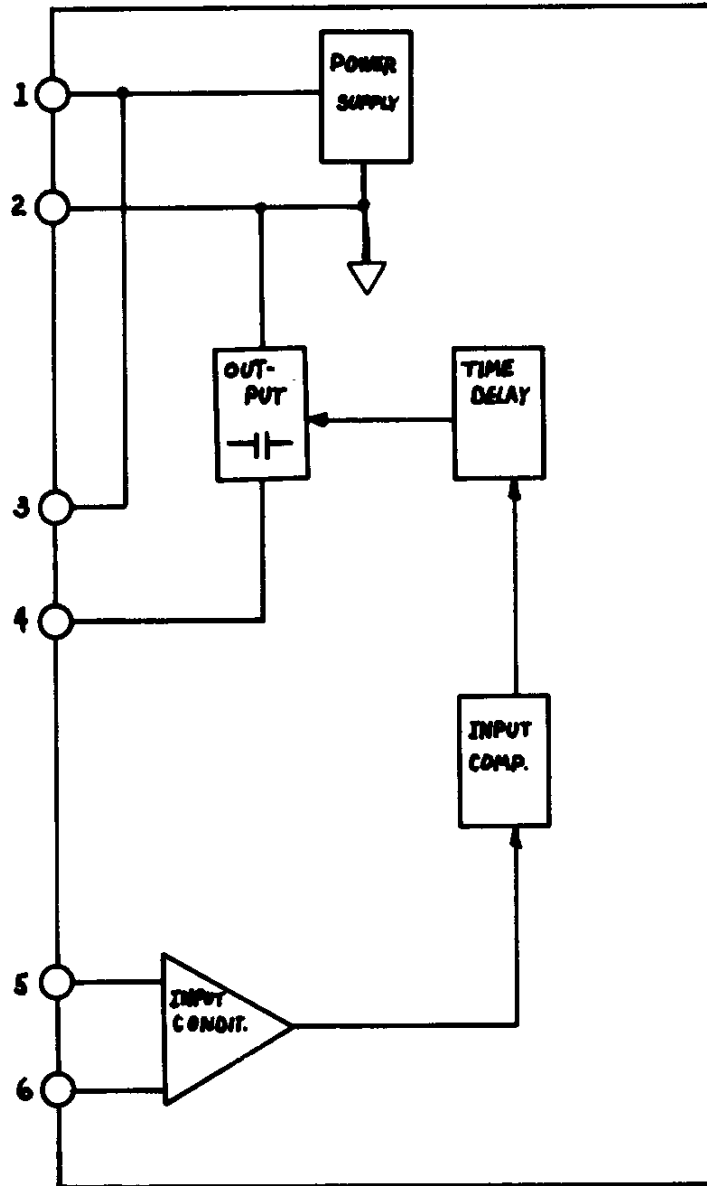 1
POWER
SUPPLY
2
OUT-
PUT
TIME
DELAY
3
4
INPUT
COMP.
5
INPUT
CONDIT.
6